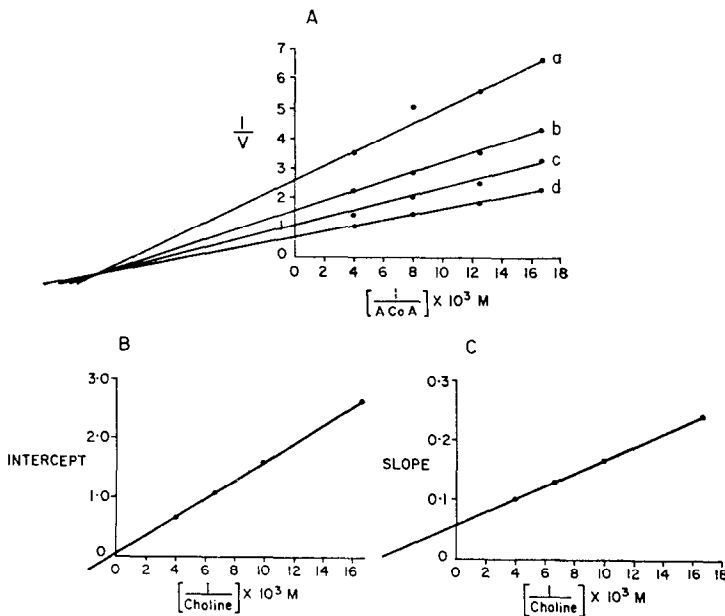 A
7
6
5
4
3
2
1
0
1
V
a
b
c
d
0 2 4 6 8 10 12 14 16 18
[1/ACoA] × 10³ M
B
3·0
2·0
1·0
0
INTERCEPT
0 2 4 6 8 10 12 14 16
[1/Choline] × 10³ M
C
0·3
0·2
0·1
0
SLOPE
0 2 4 6 8 10 12 14 16 18
[1/Choline] × 10³ M